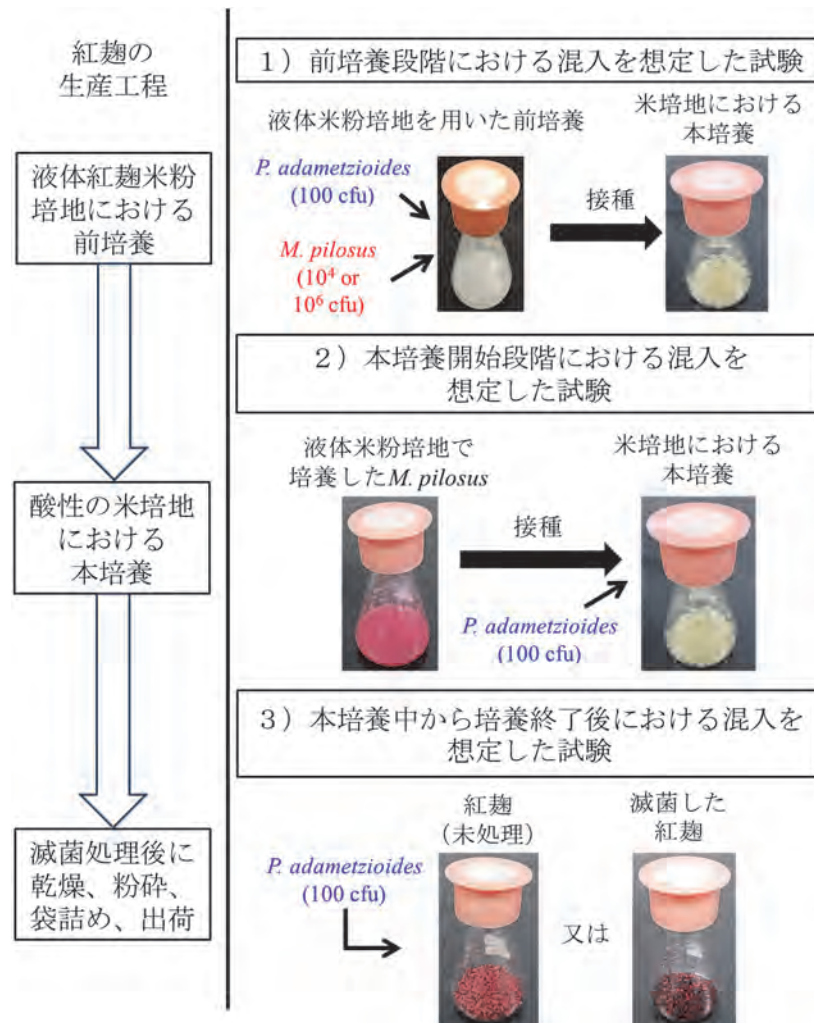 紅麹の
生産工程
液体紅麹米粉
培地における
前培養
酸性の米培地
における
本培養
滅菌処理後に
乾燥、粉砕、
袋詰め、出荷
1）前培養段階における混入を想定した試験
液体米粉培地を用いた前培養
米培地における
本培養
P. adametzioides
(100 cfu)
M. pilosus
(10⁴ or
10⁶ cfu)
接種
2）本培養開始段階における混入を
想定した試験
液体米粉培地で
培養したM. pilosus
米培地における
本培養
接種
P. adametzioides
(100 cfu)
3）本培養中から培養終了後における混入を
想定した試験
紅麹
（未処理）
滅菌した
紅麹
P. adametzioides
(100 cfu)
又は